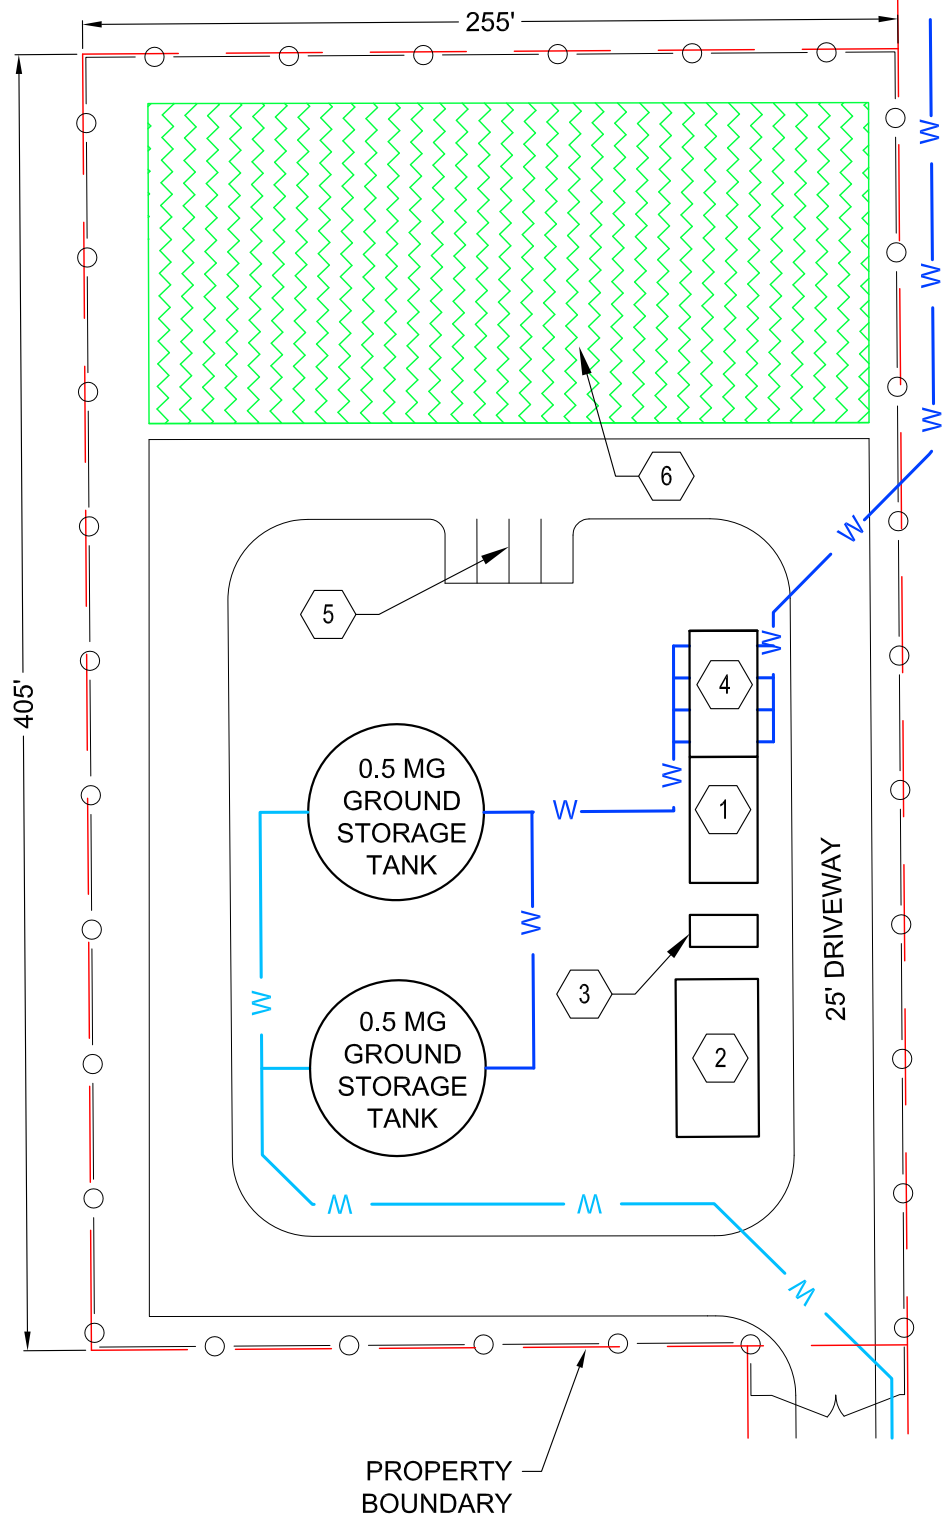 255'
W
W
W
6
W
5
W
4
405'
0.5 MG
GROUND
STORAGE
TANK
W
W
1
25' DRIVEWAY
W
3
W
0.5 MG
GROUND
STORAGE
TANK
2
W
W
W
PROPERTY
BOUNDARY